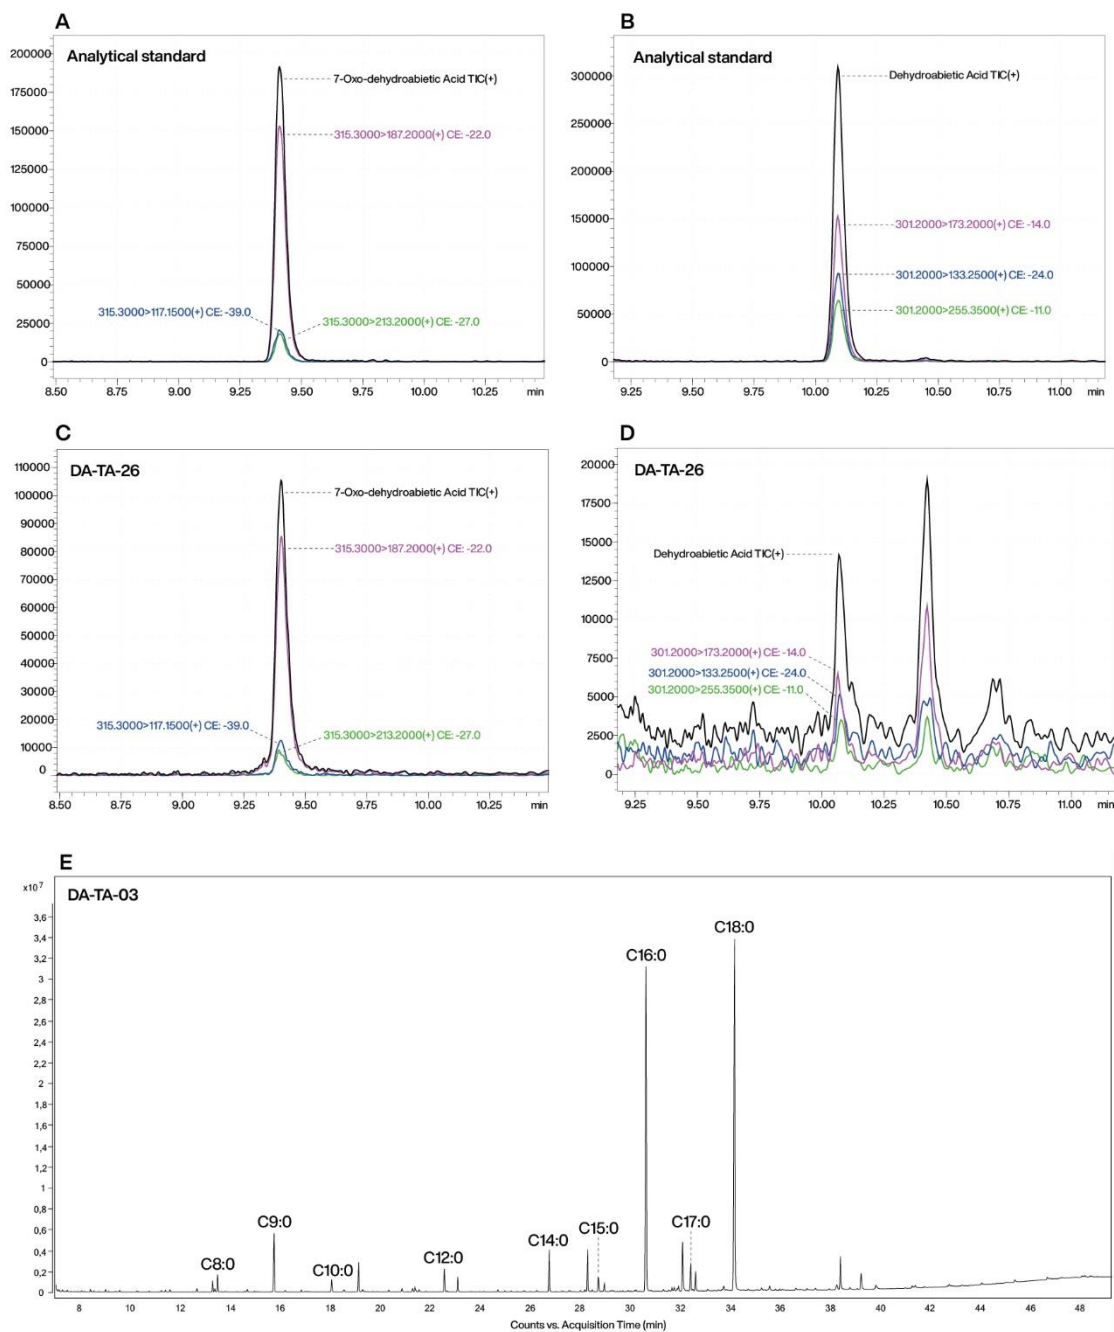 A
Analytical standard
7-Oxo-dehydroabietic Acid TIC(+)
315.3000>187.2000(+) CE: -22.0
315.3000>117.1500(+) CE: -39.0
315.3000>213.2000(+) CE: -27.0
200000
175000
150000
125000
100000
75000
50000
25000
0
8.50 8.75 9.00 9.25 9.50 9.75 10.00 10.25 min
B
Analytical standard
Dehydroabietic Acid TIC(+)
301.2000>173.2000(+) CE: -14.0
301.2000>133.2500(+) CE: -24.0
301.2000>255.3500(+) CE: -11.0
300000
250000
200000
150000
100000
50000
0
9.25 9.50 9.75 10.00 10.25 10.50 10.75 11.00 min
C
DA-TA-26
7-Oxo-dehydroabietic Acid TIC(+)
315.3000>187.2000(+) CE: -22.0
315.3000>117.1500(+) CE: -39.0
315.3000>213.2000(+) CE: -27.0
110000
100000
90000
80000
70000
60000
50000
40000
30000
20000
10000
0
8.50 8.75 9.00 9.25 9.50 9.75 10.00 10.25 min
D
DA-TA-26
Dehydroabietic Acid TIC(+)
301.2000>173.2000(+) CE: -14.0
301.2000>133.2500(+) CE: -24.0
301.2000>255.3500(+) CE: -11.0
20000
17500
15000
12500
10000
7500
5000
2500
0
9.25 9.50 9.75 10.00 10.25 10.50 10.75 11.00 min
E
x10⁷
DA-TA-03
3,6
3,4
3,2
3
2,8
2,6
2,4
2,2
2
1,8
1,6
1,4
1,2
1
0,8
0,6
0,4
0,2
0
C8:0
C9:0
C10:0
C12:0
C14:0
C15:0
C16:0
C17:0
C18:0
8 10 12 14 16 18 20 22 24 26 28 30 32 34 36 38 40 42 44 46 48
Counts vs. Acquisition Time (min)